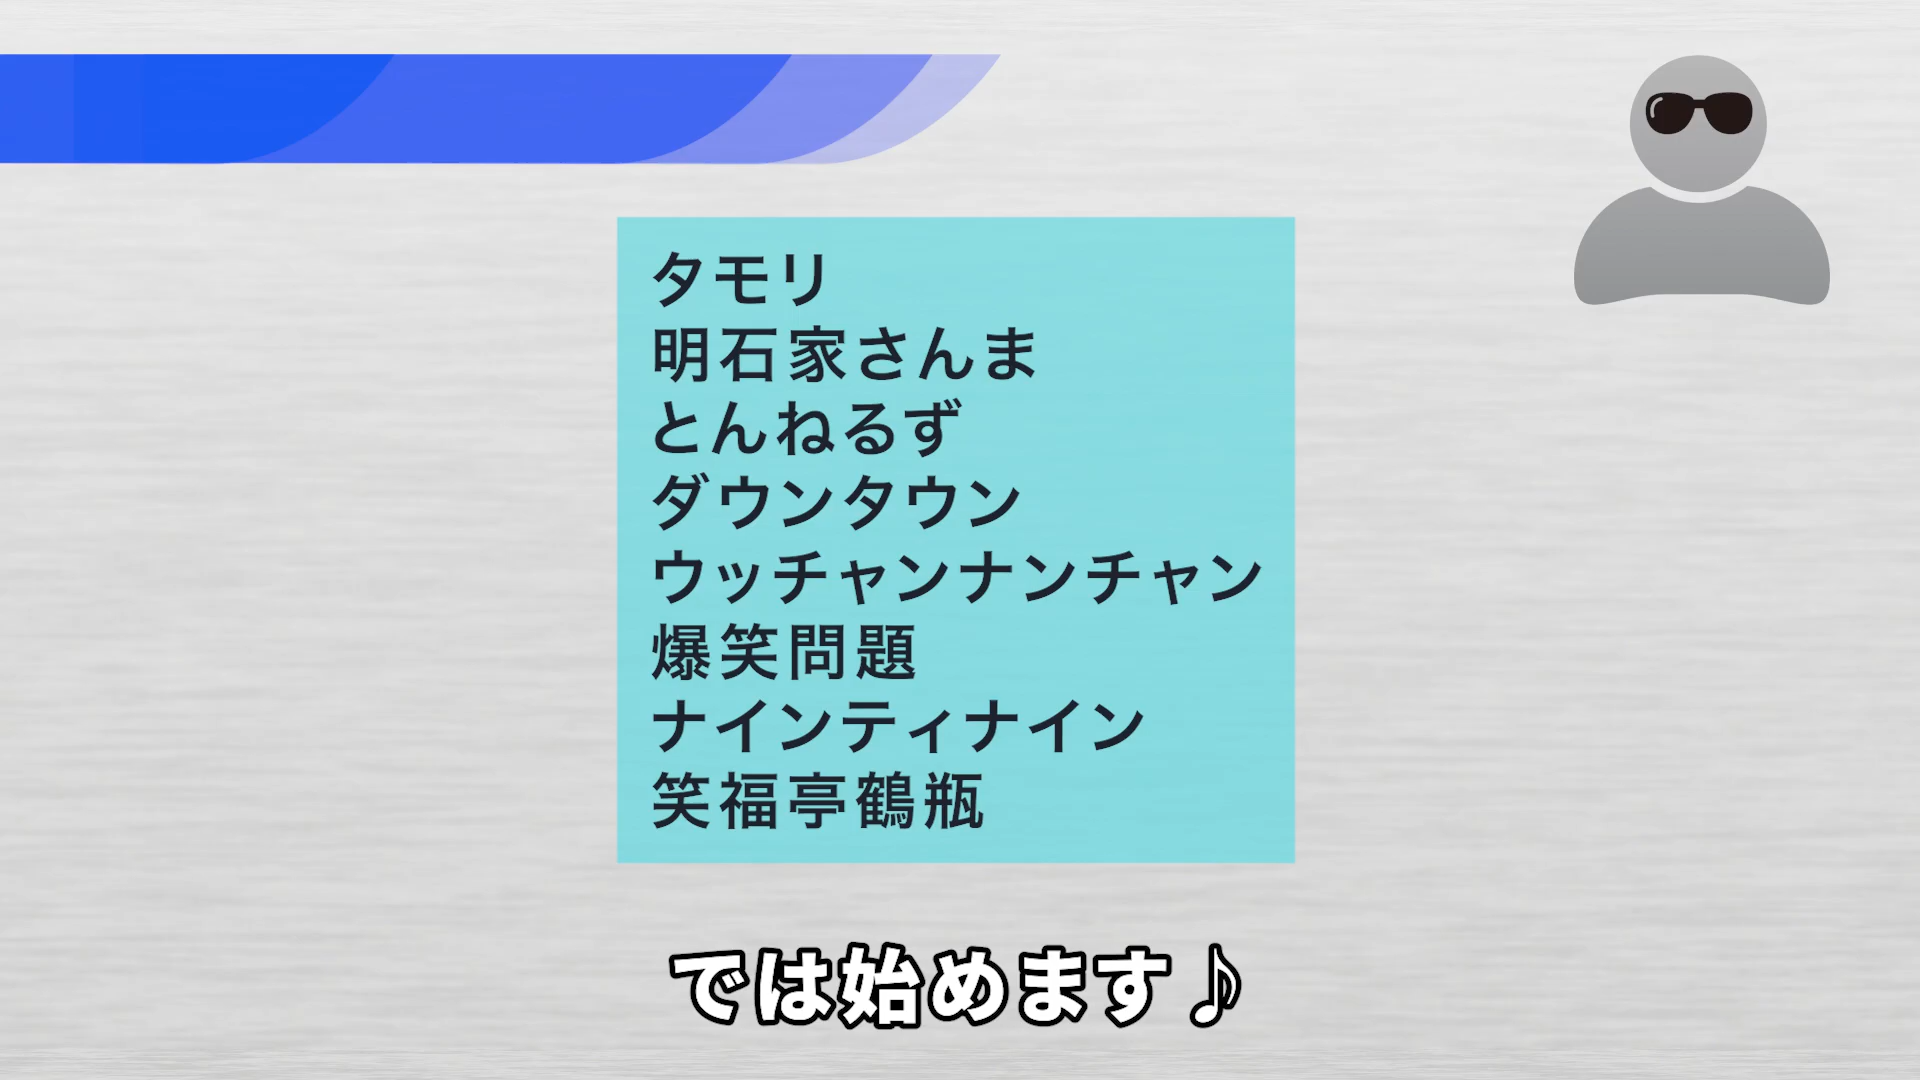 タモリ
明石家さんま
とんねるず
ダウンタウン
ウッチャンナンチャン
爆笑問題
ナインティナイン
笑福亭鶴瓶
では始めます♪